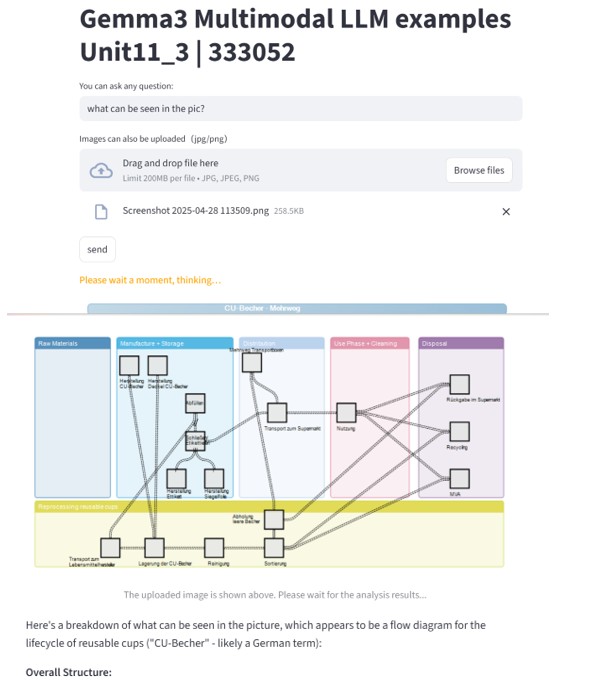 Gemma3 Multimodal LLM examples
Unit11_3 | 333052
You can ask any question:
what can be seen in the pic?
Images can also be uploaded（jpg/png）
Drag and drop file here
Limit 200MB per file • JPG, JPEG, PNG
Browse files
Screenshot 2025-04-28 113509.png 258.5KB
send
Please wait a moment, thinking…
CU-Becher - Mehrweg
Raw Materials
Manufacture + Storage
Distribution
Use Phase + Cleaning
Disposal
Mehrweg Transportboxen
Herstellung
CU-Becher
Herstellung
Deckel CU-Becher
Abfüller
Schließen
Etikettieren
Transport zum Supermarkt
Nutzung
Rückgabe im Supermarkt
Recycling
MVA
Herstellung
Etikett
Herstellung
Siegelfolie
Reprocessing reusable cups
Abholung
leere Becher
Transport zum
Lagerung der CU-Becher
Reinigung
Sortierung
The uploaded image is shown above. Please wait for the analysis results...
Here's a breakdown of what can be seen in the picture, which appears to be a flow diagram for the
lifecycle of reusable cups ("CU-Becher" - likely a German term):
Overall Structure: